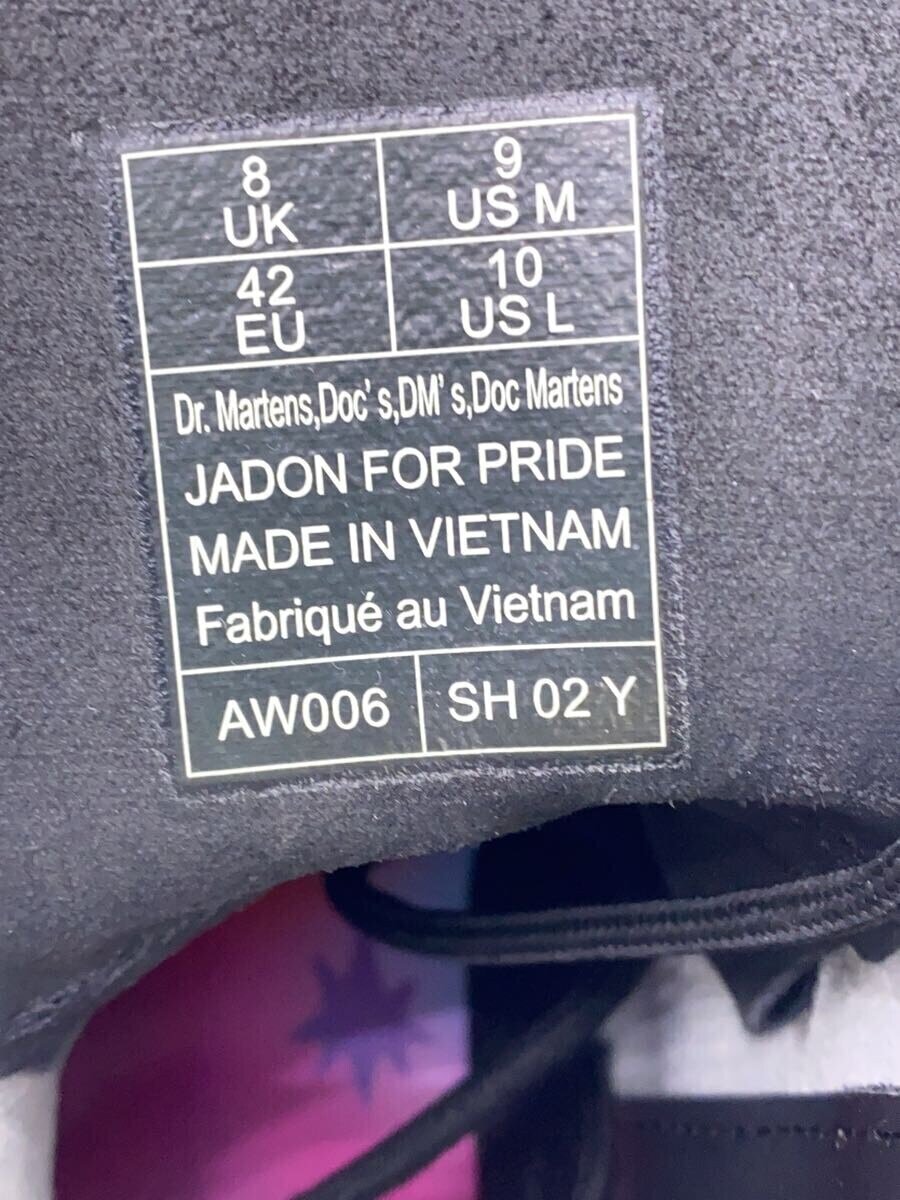 8
UK
9
US M
42
EU
10
US L
Dr. Martens,Doc's,DM's,Doc Martens
JADON FOR PRIDE
MADE IN VIETNAM
Fabriqué au Vietnam
AW006
SH 02 Y